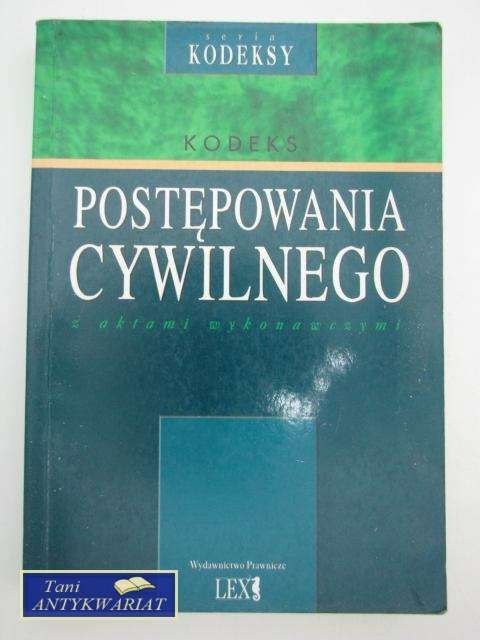 seria
KODEKSY
KODEKS
POSTĘPOWANIA
CYWILNEGO
z aktami wykonawczymi
Wydawnictwo Prawnicze
LEX
Tani
ANTYKWARIAT